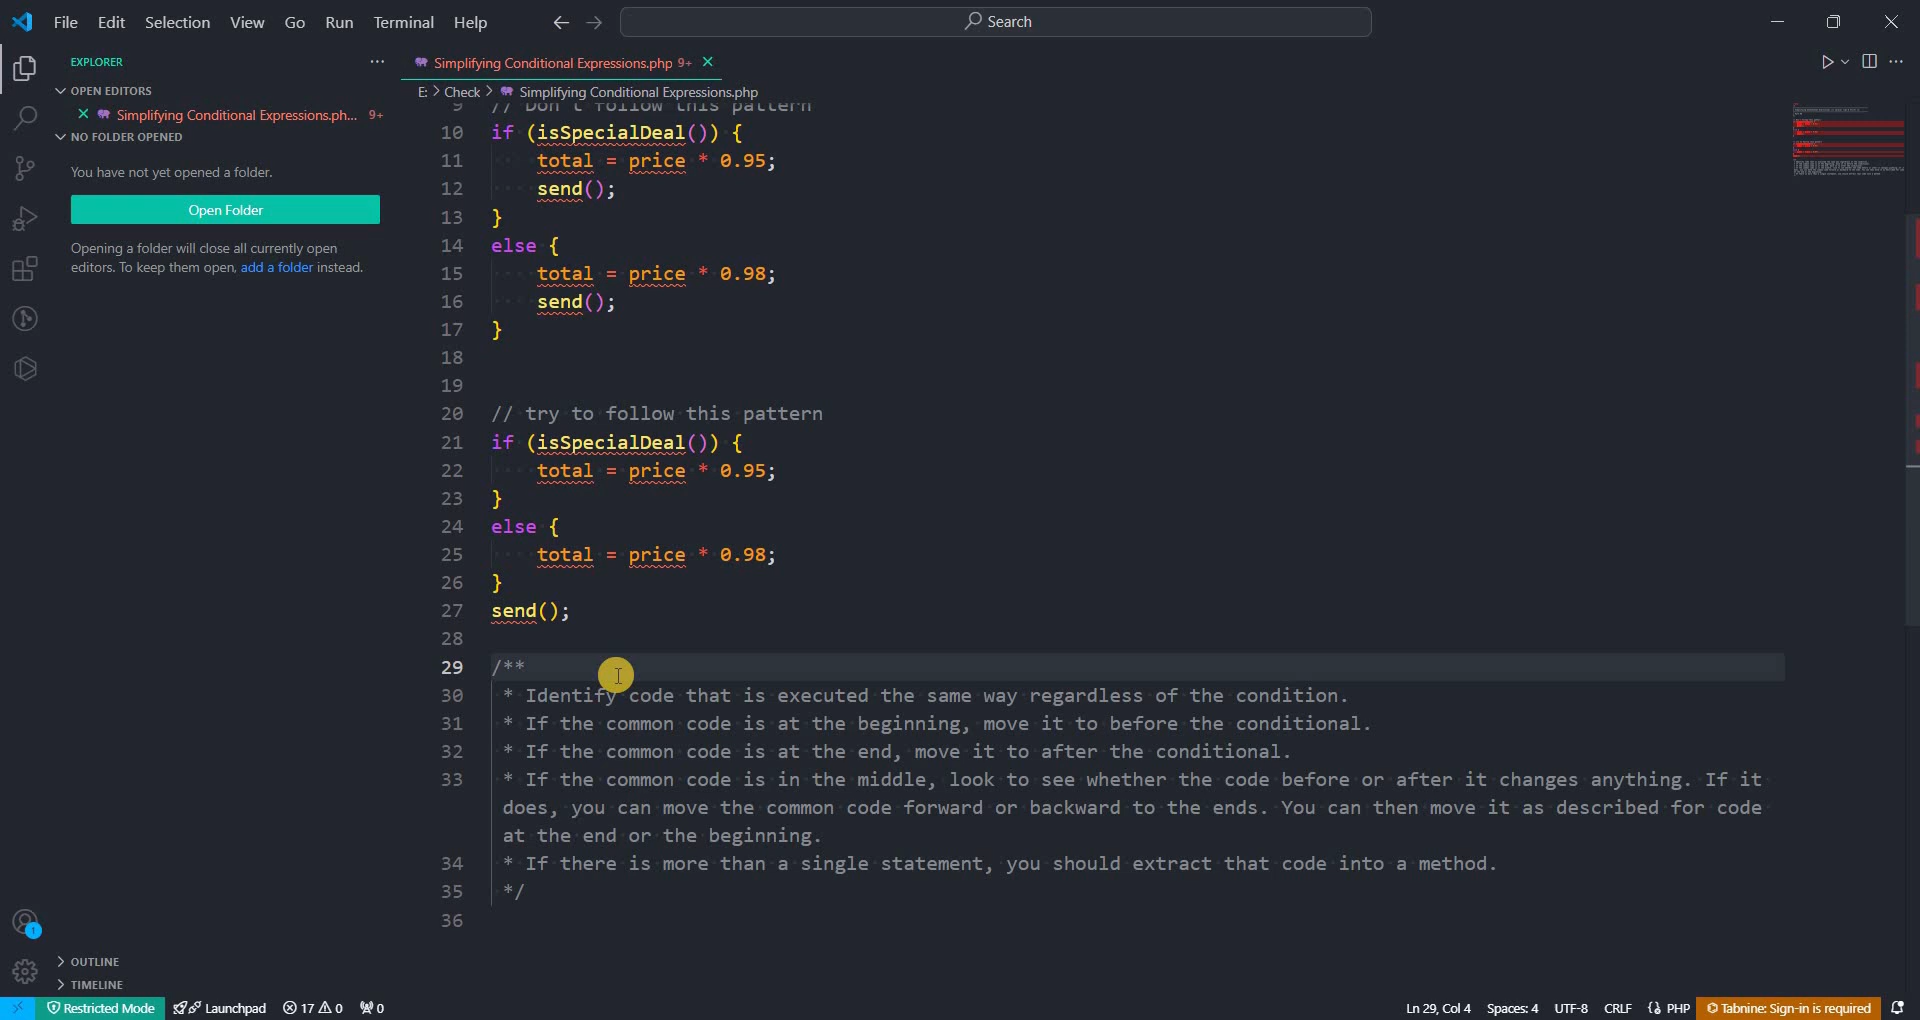 File Edit Selection View Go Run Terminal Help
Search
EXPLORER
OPEN EDITORS
Simplifying Conditional Expressions.ph... 9+
NO FOLDER OPENED
You have not yet opened a folder.
Open Folder
Opening a folder will close all currently open
editors. To keep them open, add a folder instead.
OUTLINE
TIMELINE
Simplifying Conditional Expressions.php 9+
E: > Check > Simplifying Conditional Expressions.php
9 // Don't follow this pattern
10 if (isSpecialDeal()) {
11 total = price * 0.95;
12 send();
13 }
14 else {
15 total = price * 0.98;
16 send();
17 }
18
19
20 // try to follow this pattern
21 if (isSpecialDeal()) {
22 total = price * 0.95;
23 }
24 else {
25 total = price * 0.98;
26 }
27 send();
28
29 /**
30 * Identify code that is executed the same way regardless of the condition.
31 * If the common code is at the beginning, move it to before the conditional.
32 * If the common code is at the end, move it to after the conditional.
33 * If the common code is in the middle, look to see whether the code before or after it changes anything. If it
does, you can move the common code forward or backward to the ends. You can then move it as described for code
at the end or the beginning.
34 * If there is more than a single statement, you should extract that code into a method.
35 */
36
1
Restricted Mode Launchpad 17 0 0
Ln 29, Col 4 Spaces: 4 UTF-8 CRLF PHP Tabnine: Sign-in is required